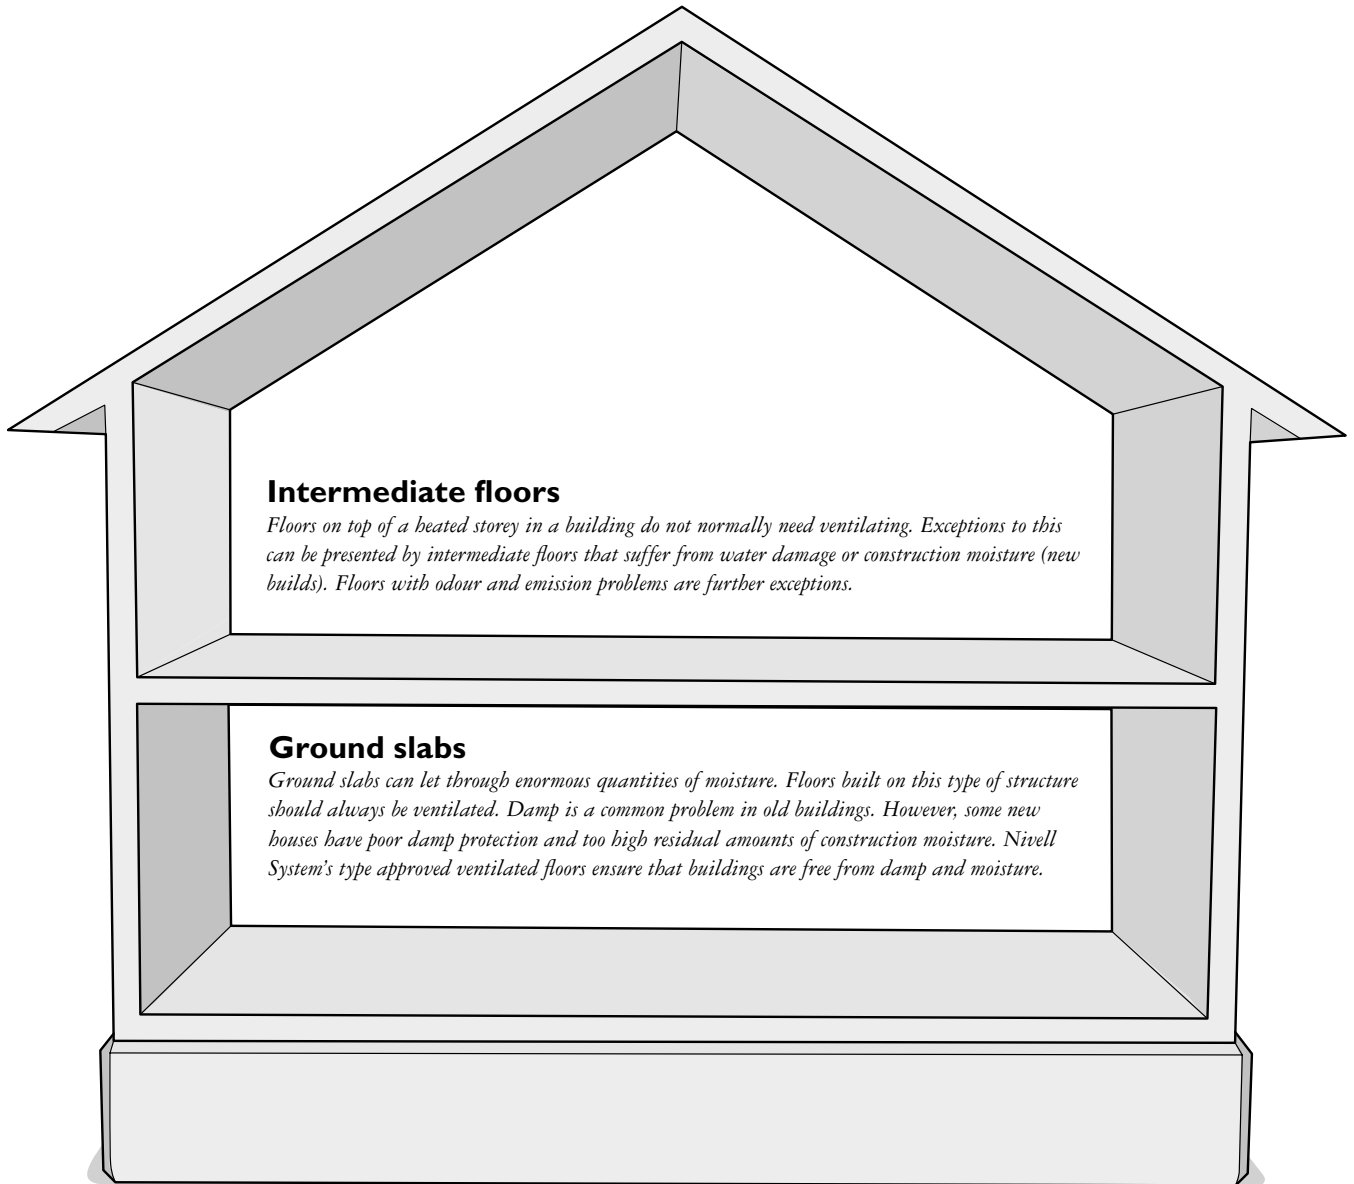 Intermediate floors
Floors on top of a heated storey in a building do not normally need ventilating. Exceptions to this
can be presented by intermediate floors that suffer from water damage or construction moisture (new
builds). Floors with odour and emission problems are further exceptions.
Ground slabs
Ground slabs can let through enormous quantities of moisture. Floors built on this type of structure
should always be ventilated. Damp is a common problem in old buildings. However, some new
houses have poor damp protection and too high residual amounts of construction moisture. Nivell
System’s type approved ventilated floors ensure that buildings are free from damp and moisture.